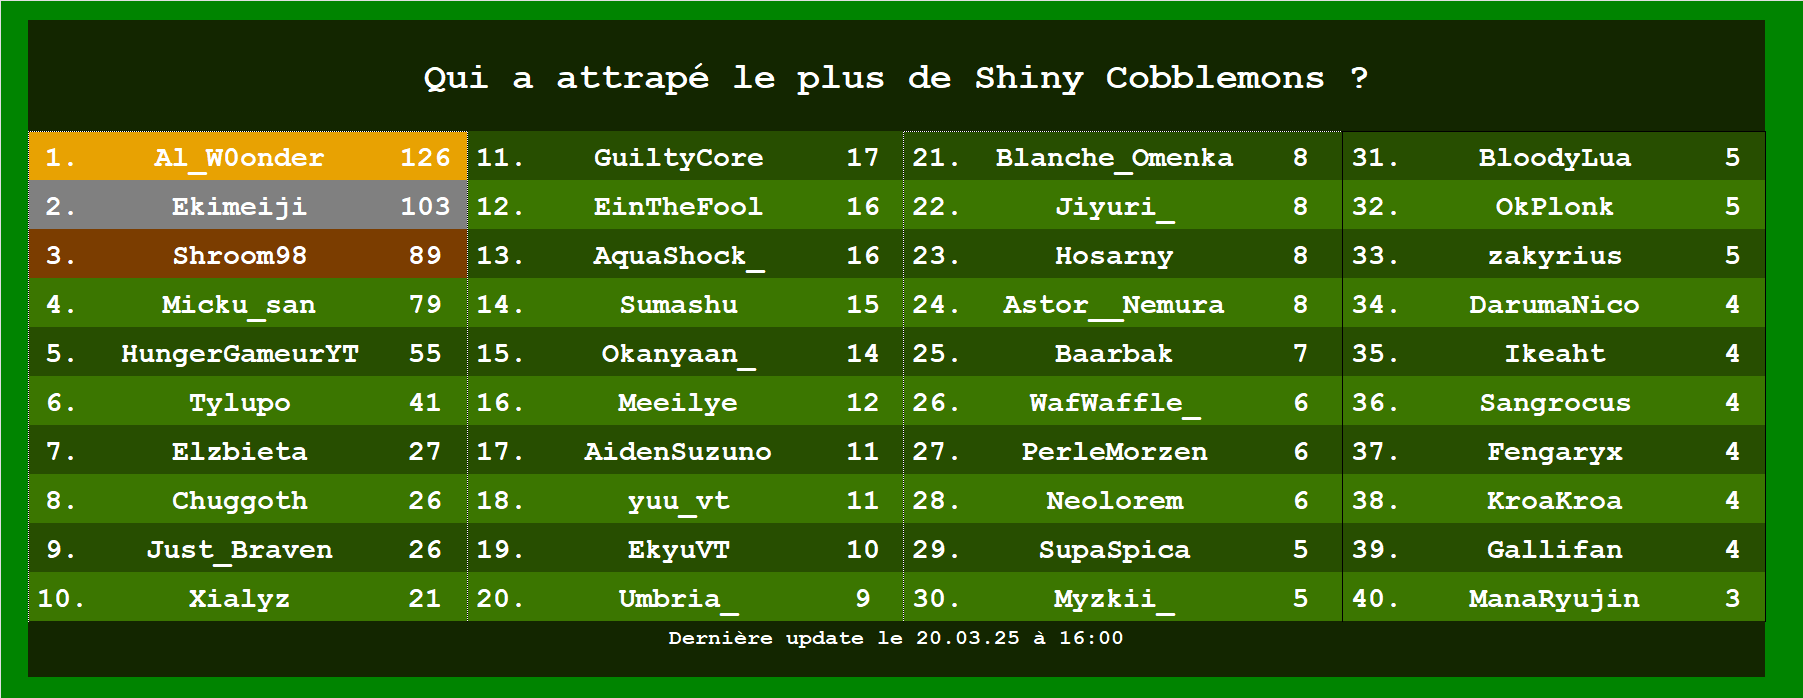 Qui a attrapé le plus de Shiny Cobblemons ?
1. Al_W0onder 126
2. Ekimeiji 103
3. Shroom98 89
4. Micku_san 79
5. HungerGameurYT 55
6. Tylupo 41
7. Elzbieta 27
8. Chuggoth 26
9. Just_Braven 26
10. Xialyz 21
11. GuiltyCore 17
12. EinTheFool 16
13. AquaShock_ 16
14. Sumashu 15
15. Okanyaan_ 14
16. Meeilye 12
17. AidenSuzuno 11
18. yuu_vt 11
19. EkyuVT 10
20. Umbria_ 9
21. Blanche_Omenka 8
22. Jiyuri_ 8
23. Hosarny 8
24. Astor__Nemura 8
25. Baarbak 7
26. WafWaffle_ 6
27. PerleMorzen 6
28. Neolorem 6
29. SupaSpica 5
30. Myzkii_ 5
31. BloodyLua 5
32. OkPlonk 5
33. zakyrius 5
34. DarumaNico 4
35. Ikeaht 4
36. Sangrocus 4
37. Fengaryx 4
38. KroaKroa 4
39. Gallifan 4
40. ManaRyujin 3
Dernière update le 20.03.25 à 16:00